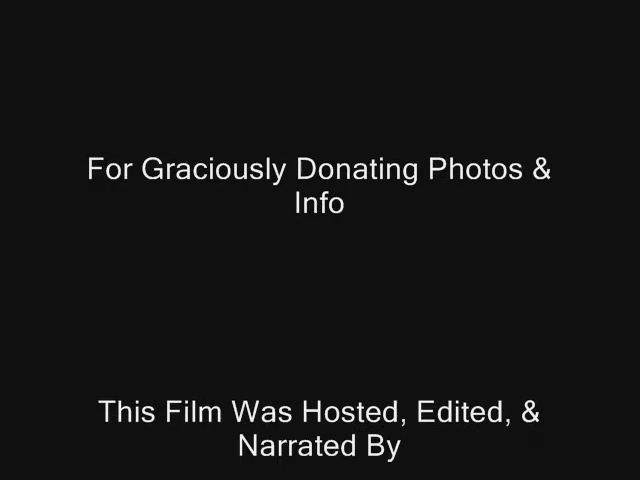 For Graciously Donating Photos &
Info
This Film Was Hosted, Edited, &
Narrated By